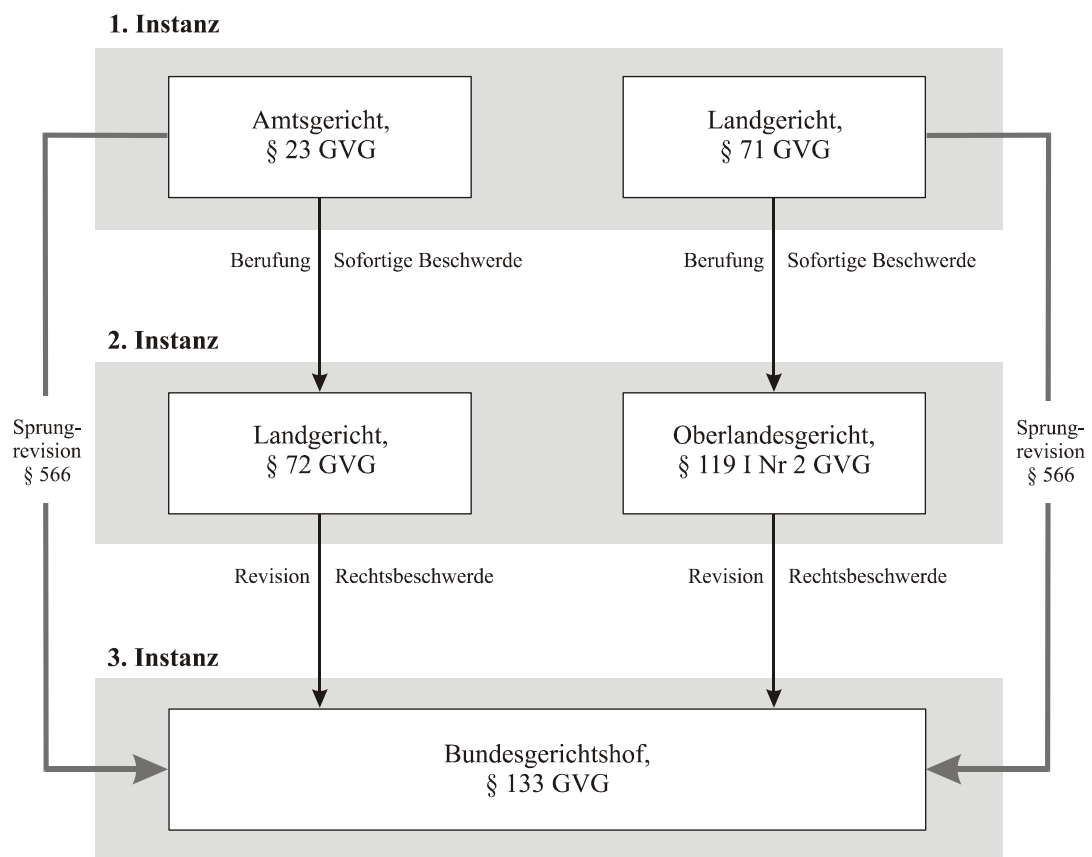 1. Instanz
Amtsgericht,
§ 23 GVG
Landgericht,
§ 71 GVG
Berufung
Sofortige Beschwerde
Berufung
Sofortige Beschwerde
2. Instanz
Landgericht,
§ 72 GVG
Oberlandesgericht,
§ 119 I Nr 2 GVG
Sprung-
revision
§ 566
Sprung-
revision
§ 566
Revision
Rechtsbeschwerde
Revision
Rechtsbeschwerde
3. Instanz
Bundesgerichtshof,
§ 133 GVG